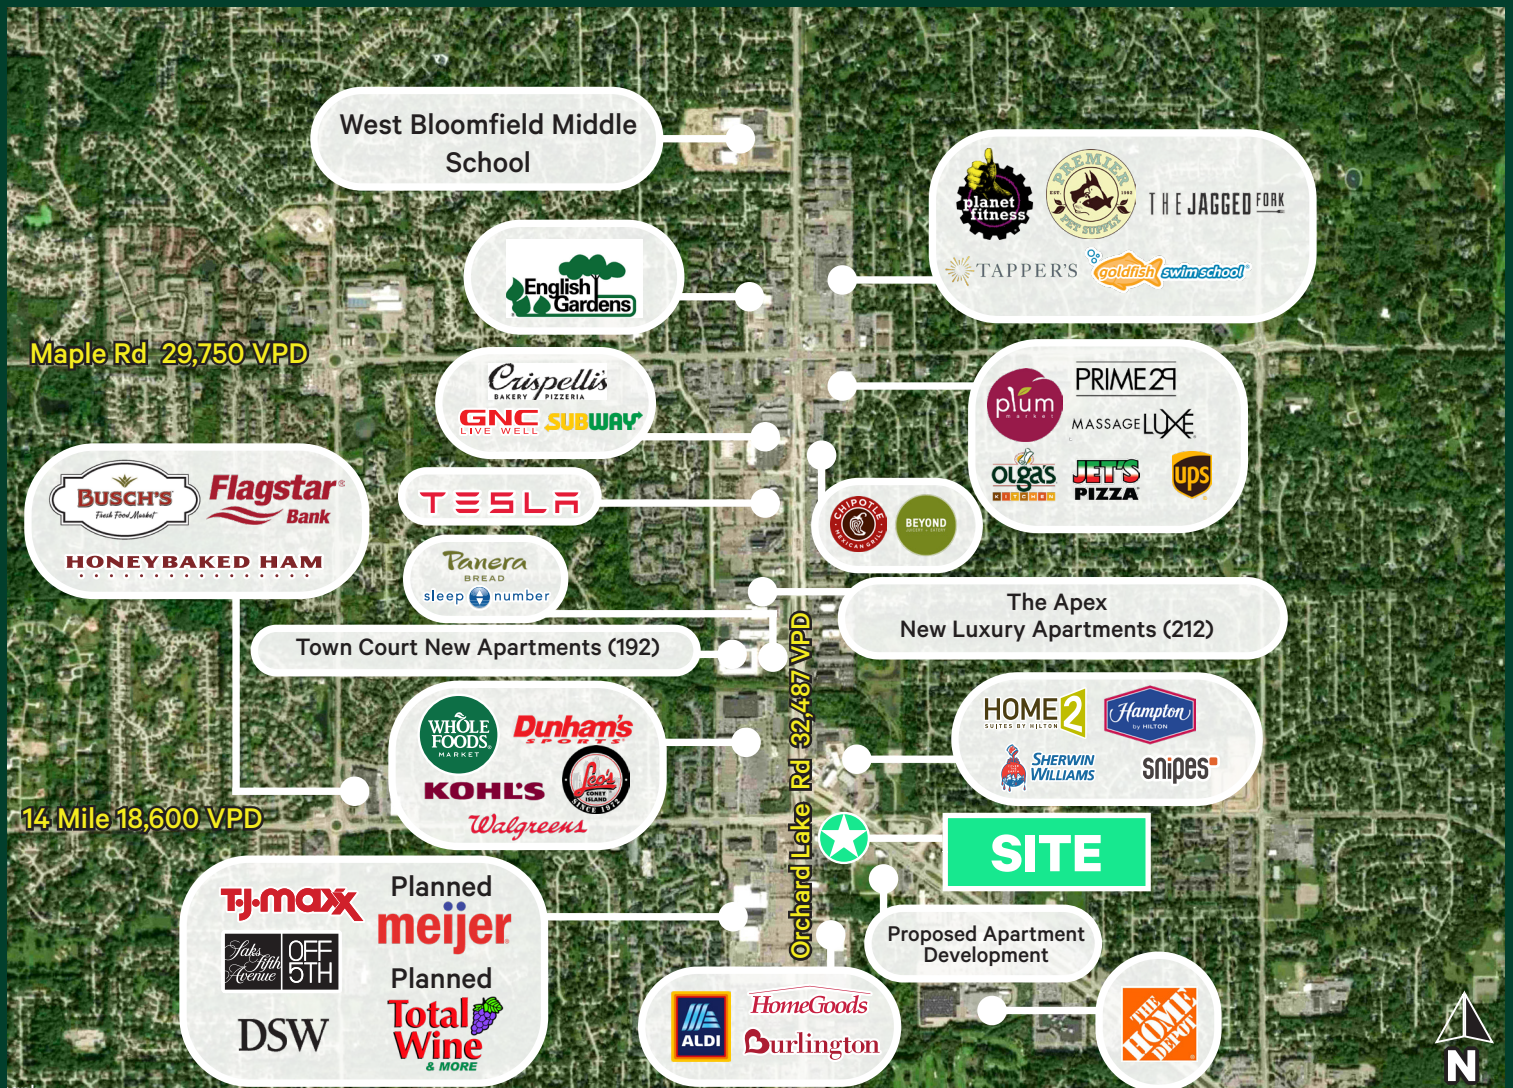 West Bloomfield Middle
School
planet
fitness
PREMIER
EST. 1992
PET SUPPLY
THE JAGGED FORK
TAPPER'S
goldfish swim school
English
Gardens
Maple Rd 29,750 VPD
Crispelli's
BAKERY PIZZERIA
GNC
LIVE WELL
SUBWAY
plum
market
PRIME29
MASSAGE LUXE
Olga's
KITCHEN
JET'S
PIZZA
ups
BUSCH'S
Fresh Food Market
Flagstar
Bank
HONEYBAKED HAM
TESLA
CHIPOTLE
MEXICAN GRILL
BEYOND
Panera
BREAD
sleep number
The Apex
New Luxury Apartments (212)
Town Court New Apartments (192)
Orchard Lake Rd 32,487 VPD
WHOLE
FOODS
MARKET
Dunham's
SPORTS
KOHL'S
Leo's
CONEY
ISLAND
SINCE 1972
Walgreens
HOME2
SUITES BY HILTON
Hampton
by HILTON
SHERWIN
WILLIAMS
snipes
14 Mile 18,600 VPD
SITE
T·J·maxx
Planned
meijer
Saks
fifth
Avenue
OFF
5TH
Planned
Total
Wine
& MORE
DSW
Proposed Apartment
Development
ALDI
HomeGoods
Burlington
THE
HOME
DEPOT
N